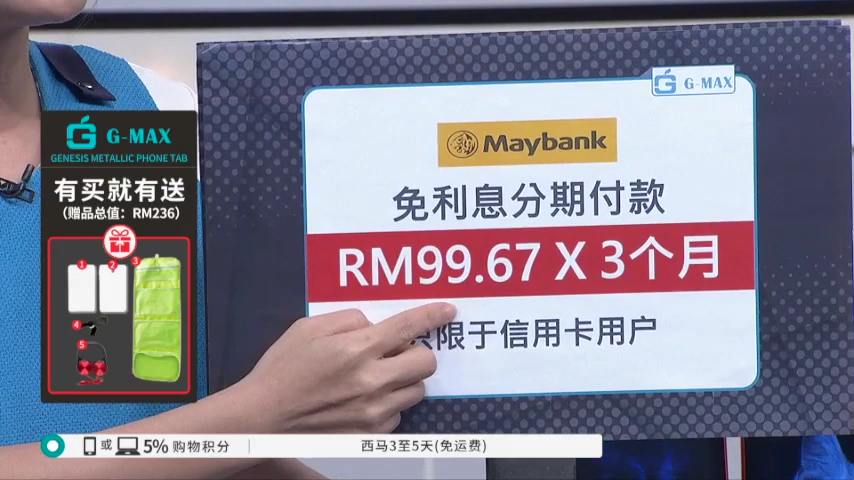 G-MAX
Maybank
免利息分期付款
RM99.67 X 3个月
限于信用卡用户
G-MAX
GENESIS METALLIC PHONE TAB
有买就有送
(赠品总值：RM236)
1
2
3
4
5
或 5% 购物积分
西马3至5天(免运费)